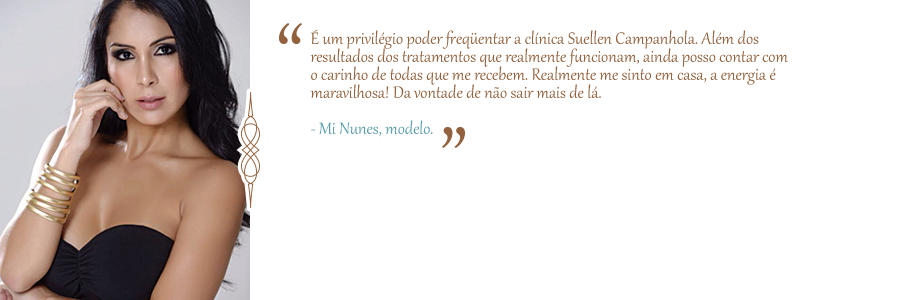 “ É um privilégio poder freqüentar a clínica Suellen Campanhola. Além dos
resultados dos tratamentos que realmente funcionam, ainda posso contar com
o carinho de todas que me recebem. Realmente me sinto em casa, a energia é
maravilhosa! Da vontade de não sair mais de lá.
- Mi Nunes, modelo. ”